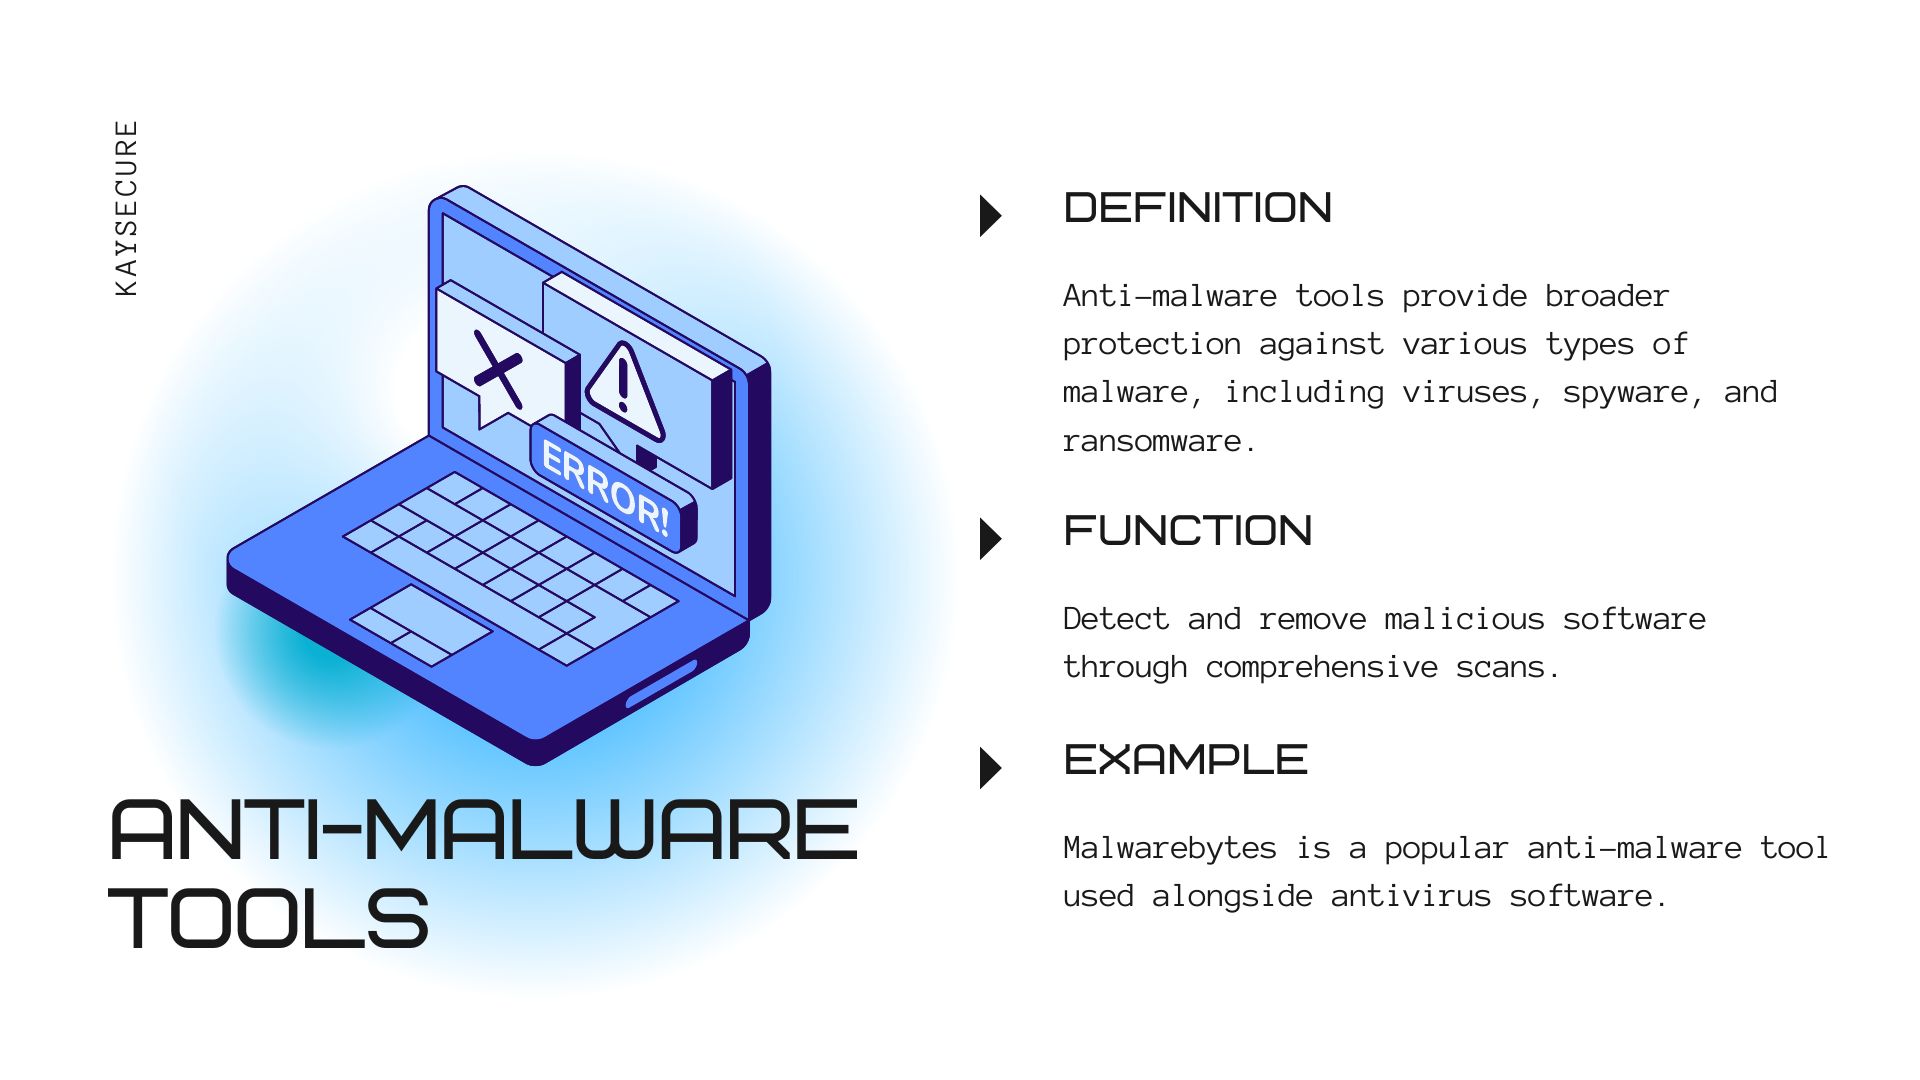 KAYSECURE
ERROR!
ANTI-MALWARE
TOOLS
DEFINITION
Anti-malware tools provide broader
protection against various types of
malware, including viruses, spyware, and
ransomware.
FUNCTION
Detect and remove malicious software
through comprehensive scans.
EXAMPLE
Malwarebytes is a popular anti-malware tool
used alongside antivirus software.